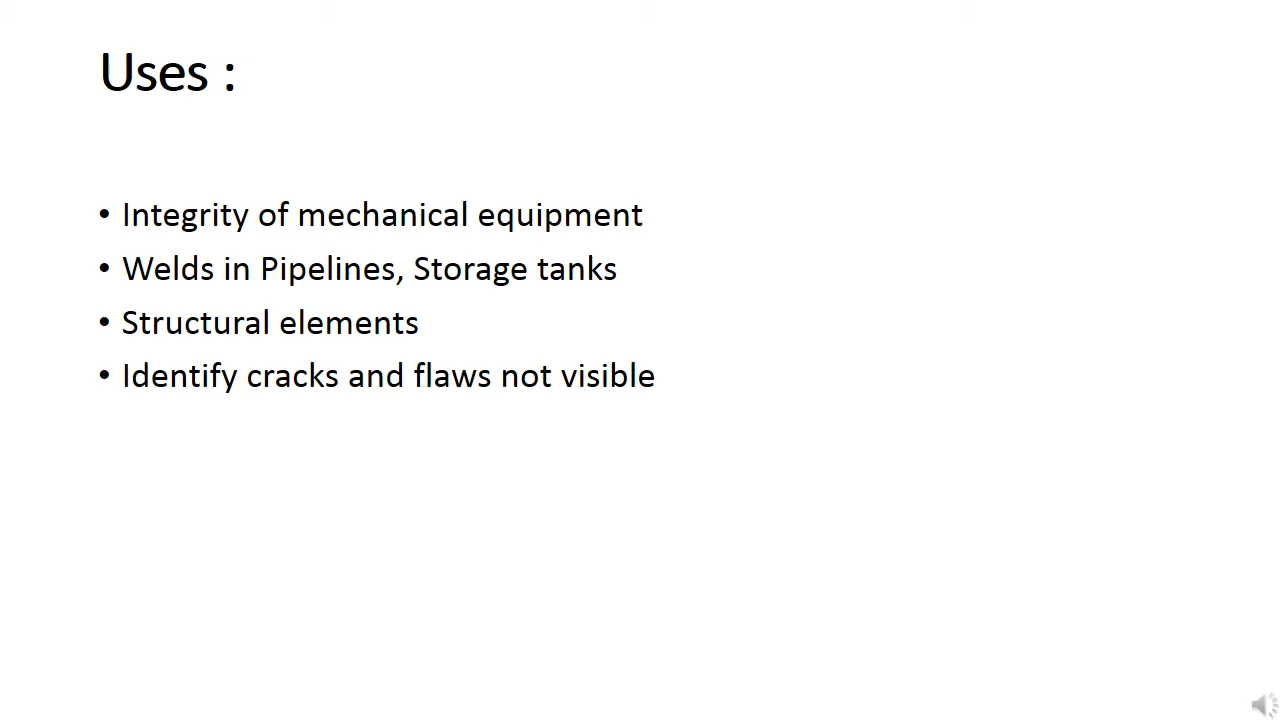 Uses :
• Integrity of mechanical equipment
• Welds in Pipelines, Storage tanks
• Structural elements
• Identify cracks and flaws not visible